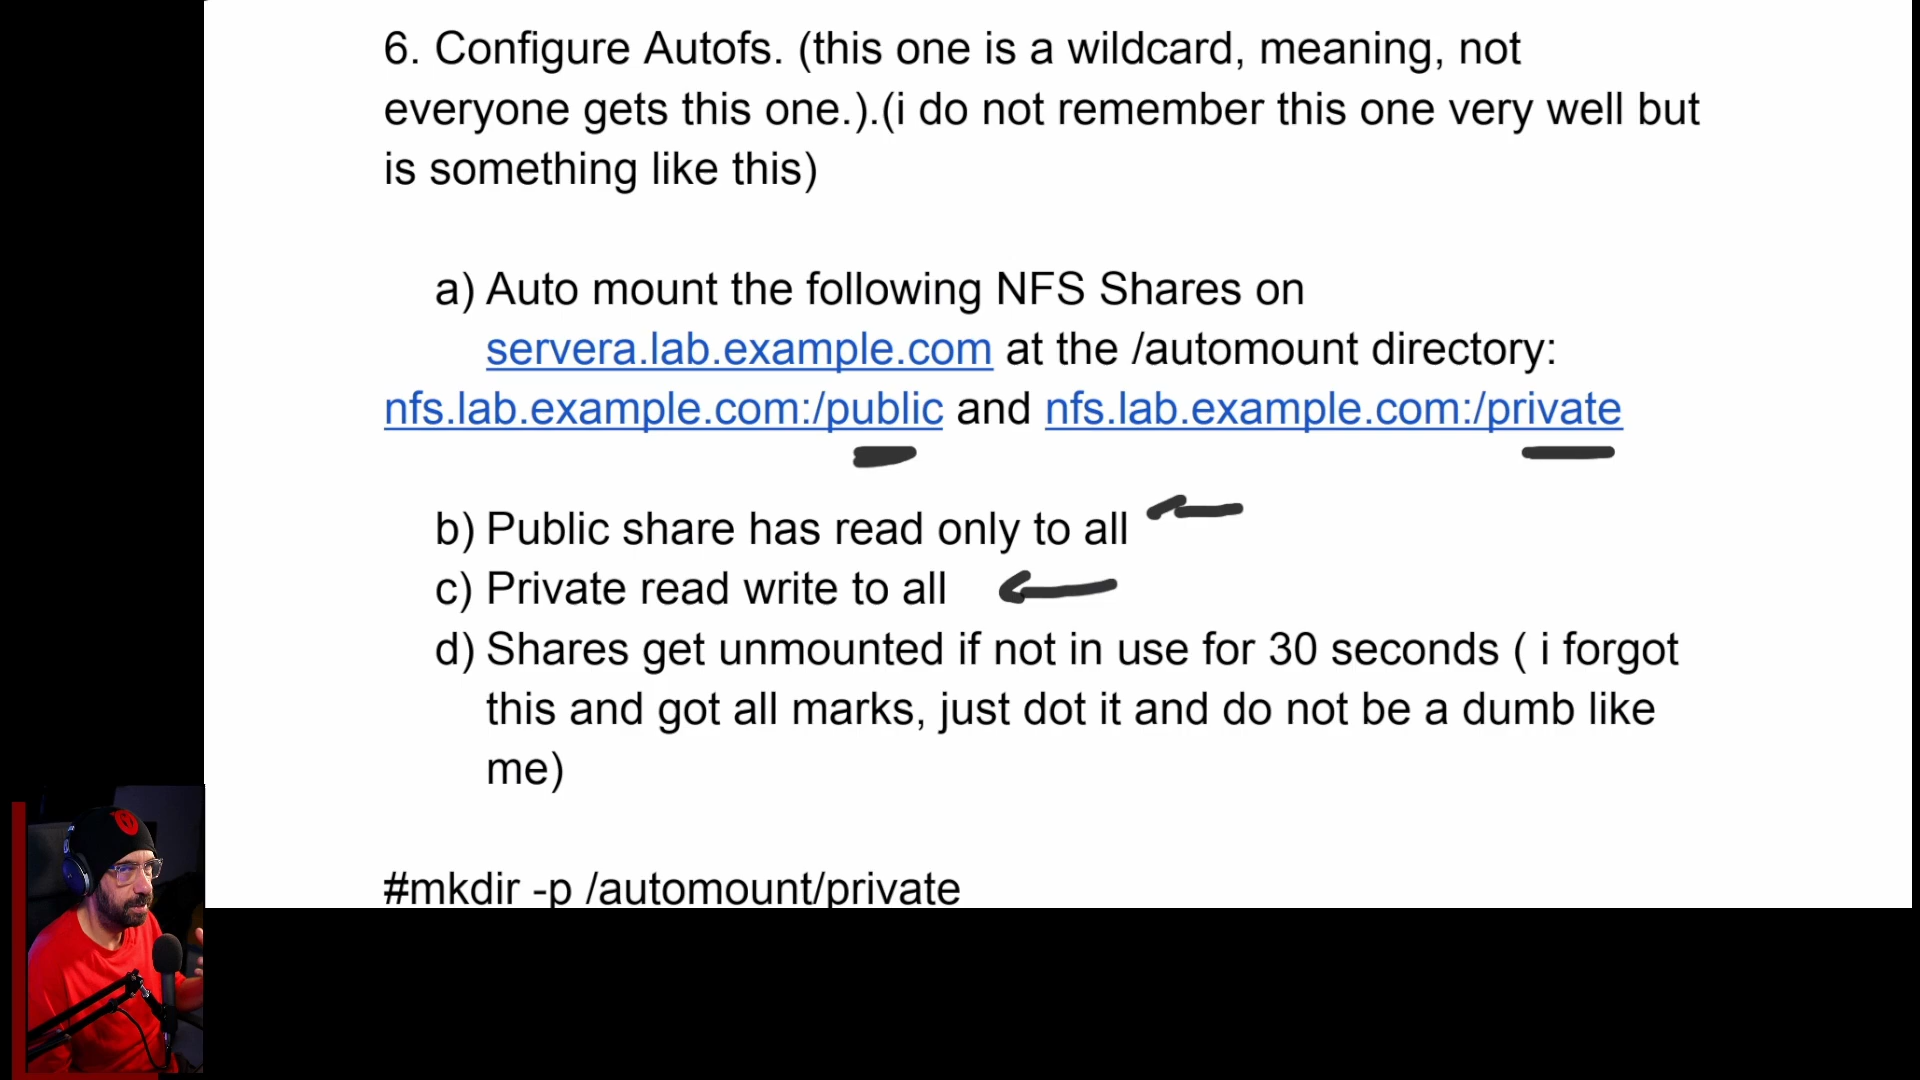 6. Configure Autofs. (this one is a wildcard, meaning, not
everyone gets this one.).(i do not remember this one very well but
is something like this)
a) Auto mount the following NFS Shares on
servera.lab.example.com at the /automount directory:
nfs.lab.example.com:/public and nfs.lab.example.com:/private
b) Public share has read only to all
c) Private read write to all
d) Shares get unmounted if not in use for 30 seconds ( i forgot
this and got all marks, just dot it and do not be a dumb like
me)
#mkdir -p /automount/private